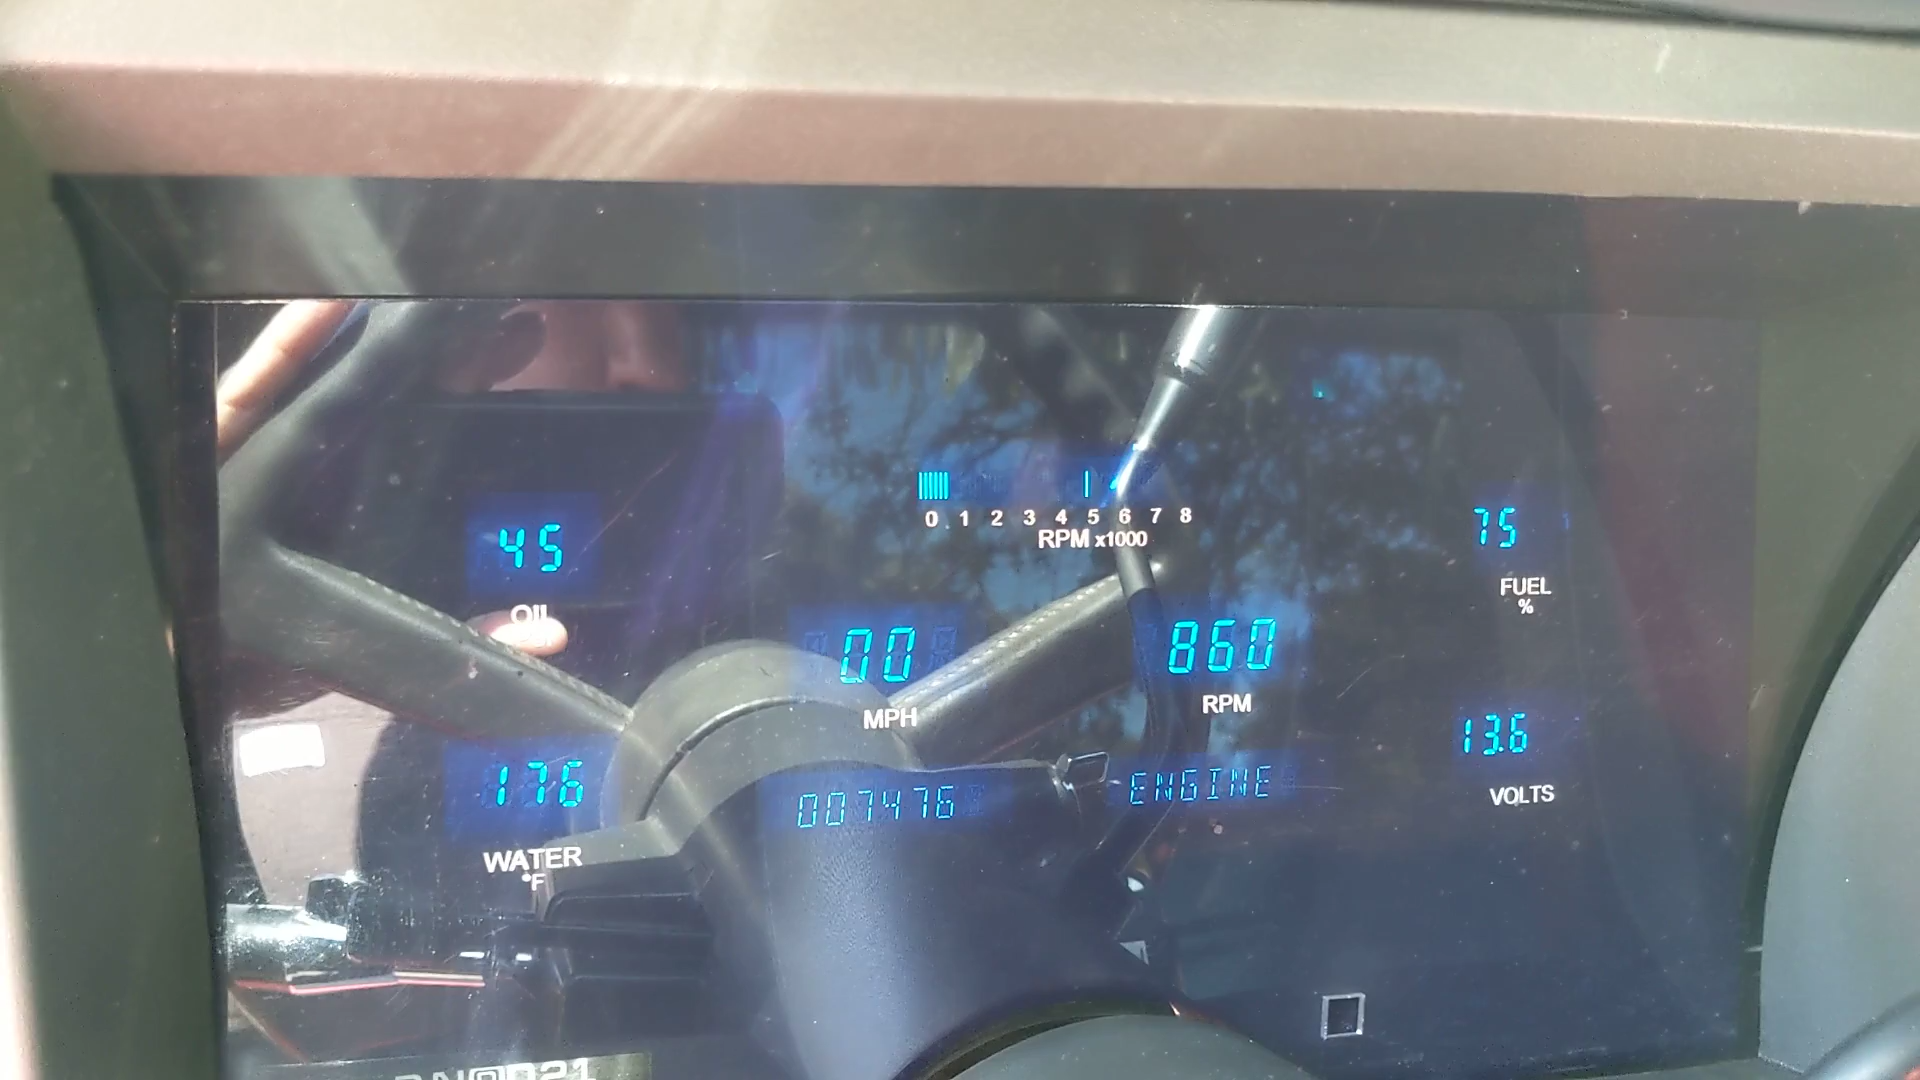 0 1 2 3 4 5 6 7 8
RPM x1000
45
OIL
75
FUEL
%
00
MPH
860
RPM
176
WATER
°F
007476
ENGINE
13.6
VOLTS